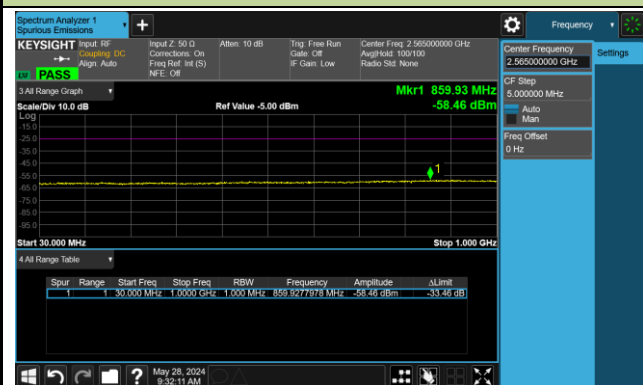 Spectrum Analyzer 1
Spurious Emissions
Frequency
KEYSIGHT Input: RF Input Z: 50 Ω Atten: 10 dB Trig: Free Run Center Freq: 2.565000000 GHz
Coupling: DC Corrections: On Gate: Off Avg|Hold: 100/100
Align: Auto Freq Ref: Int (S) IF Gain: Low Radio Std: None
PASS NFE: Off
Center Frequency
2.565000000 GHz
Settings
CF Step
5.000000 MHz
Auto
Man
Freq Offset
0 Hz
3 All Range Graph
Mkr1 859.93 MHz
Scale/Div 10.0 dB Ref Value -5.00 dBm -58.46 dBm
Log
-15.0
-25.0
-35.0
-45.0
-55.0
-65.0
-75.0
-85.0
-95.0
1
Start 30.000 MHz Stop 1.000 GHz
4 All Range Table
Spur Range Start Freq Stop Freq RBW Frequency Amplitude ΔLimit
1 1 30.000 MHz 1.0000 GHz 1.000 MHz 859.9277978 MHz -58.46 dBm -33.46 dB
May 28, 2024
9:32:11 AM